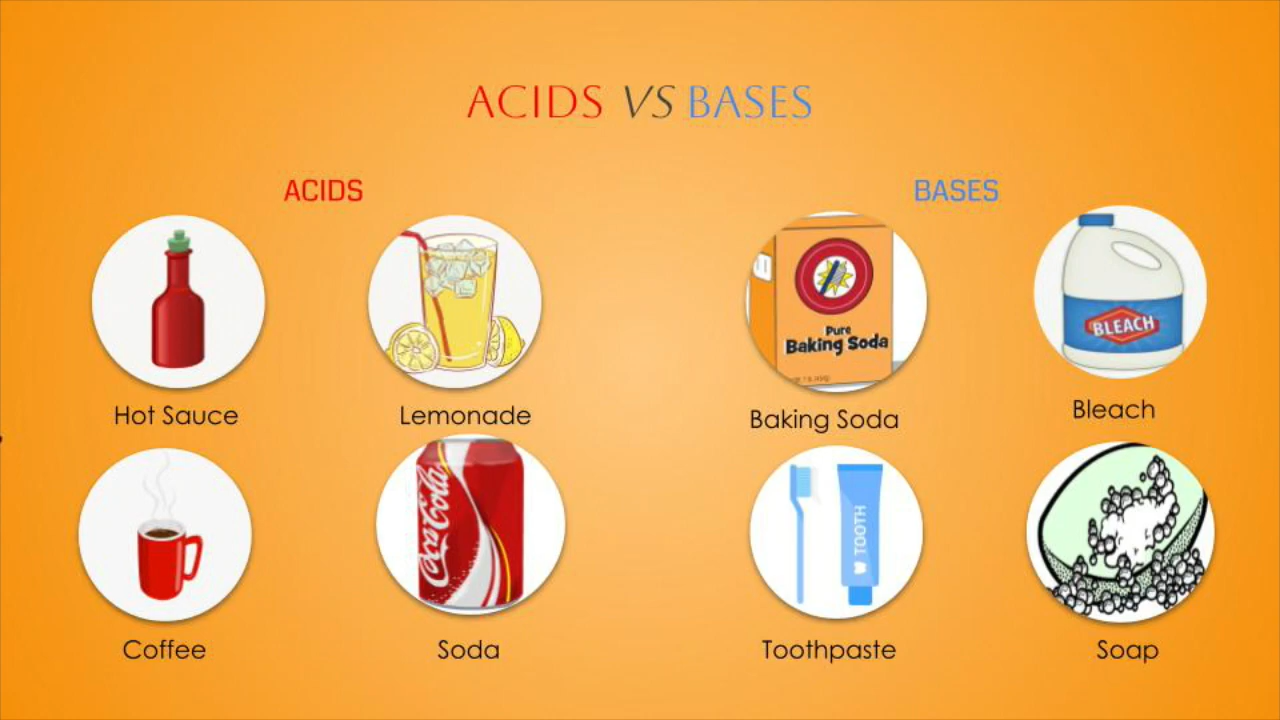 ACIDS VS BASES
ACIDS
BASES
Pure
Baking Soda
BLEACH
Hot Sauce
Lemonade
Baking Soda
Bleach
Coca-Cola
TOOTH
Coffee
Soda
Toothpaste
Soap